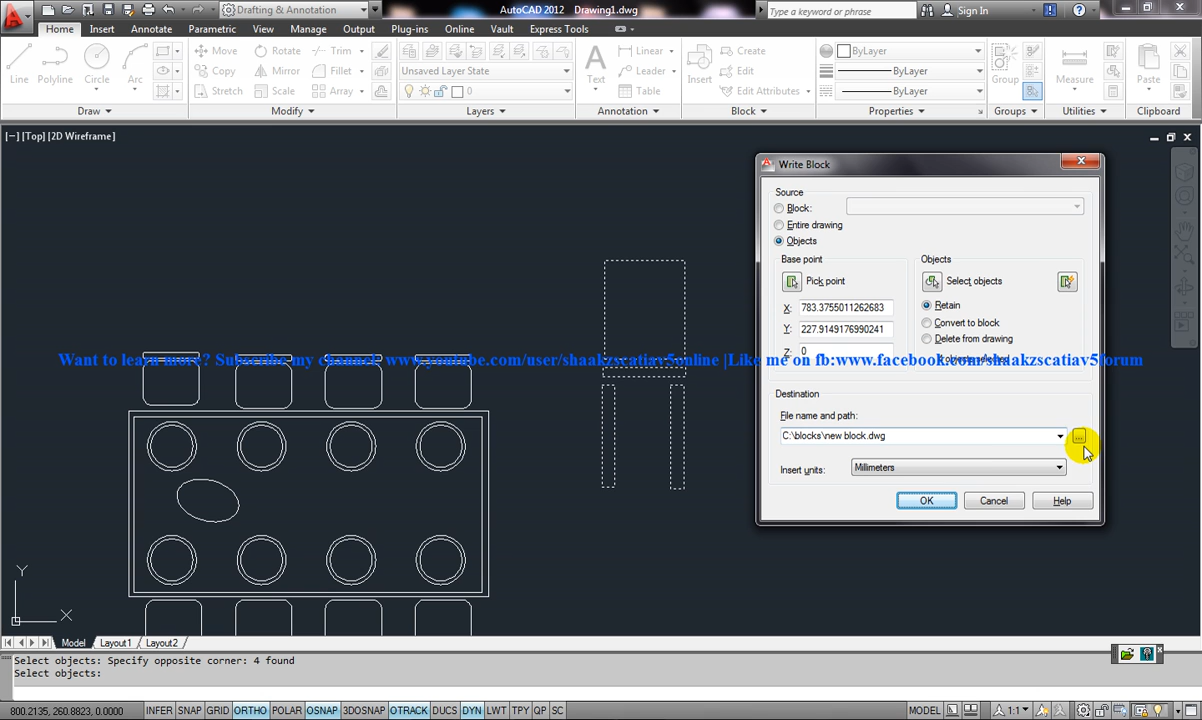 Drafting & Annotation
AutoCAD 2012 Drawing1.dwg
Type a keyword or phrase
Sign In
Home Insert Annotate Parametric View Manage Output Plug-ins Online Vault Express Tools
Line Polyline Circle Arc
Move Rotate Trim
Copy Mirror Fillet
Stretch Scale Array
Unsaved Layer State
0
Text
Linear
Leader
Table
Insert
Create
Edit
Edit Attributes
ByLayer
ByLayer
ByLayer
Group
Measure
Paste
Draw Modify Layers Annotation Block Properties Groups Utilities Clipboard
[−] [Top] [2D Wireframe]
Write Block
Source
Block:
Entire drawing
Objects
Base point
Pick point
X: 783.3755011262683
Y: 227.9149176990241
Z: 0
Objects
Select objects
Retain
Convert to block
Delete from drawing
Want to learn more? Subcribe my channel: www.youtube.com/user/shaakzscatiav5online |Like me on fb:www.facebook.com/shaakzscatiav5forum
Destination
File name and path:
C:\blocks\new block.dwg
...
Insert units: Millimeters
OK Cancel Help
Y
X
Model Layout1 Layout2
Select objects: Specify opposite corner: 4 found
Select objects:
800.2135, 260.8823, 0.0000
INFER SNAP GRID ORTHO POLAR OSNAP 3DOSNAP OTRACK DUCS DYN LWT TPY QP SC
MODEL
1:1